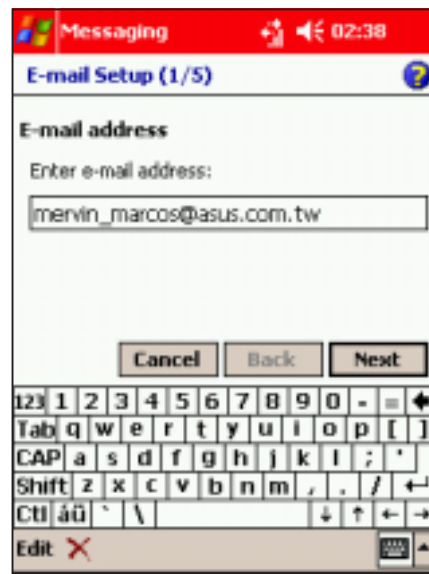 Messaging 02:38
E-mail Setup (1/5)
E-mail address
Enter e-mail address:
mervin_marcos@asus.com.tw
Cancel Back Next
123 1 2 3 4 5 6 7 8 9 0 - =
Tab q w e r t y u i o p [ ]
CAP a s d f g h j k l ; '
Shift z x c v b n m , . /
Ctl áü ` \
Edit